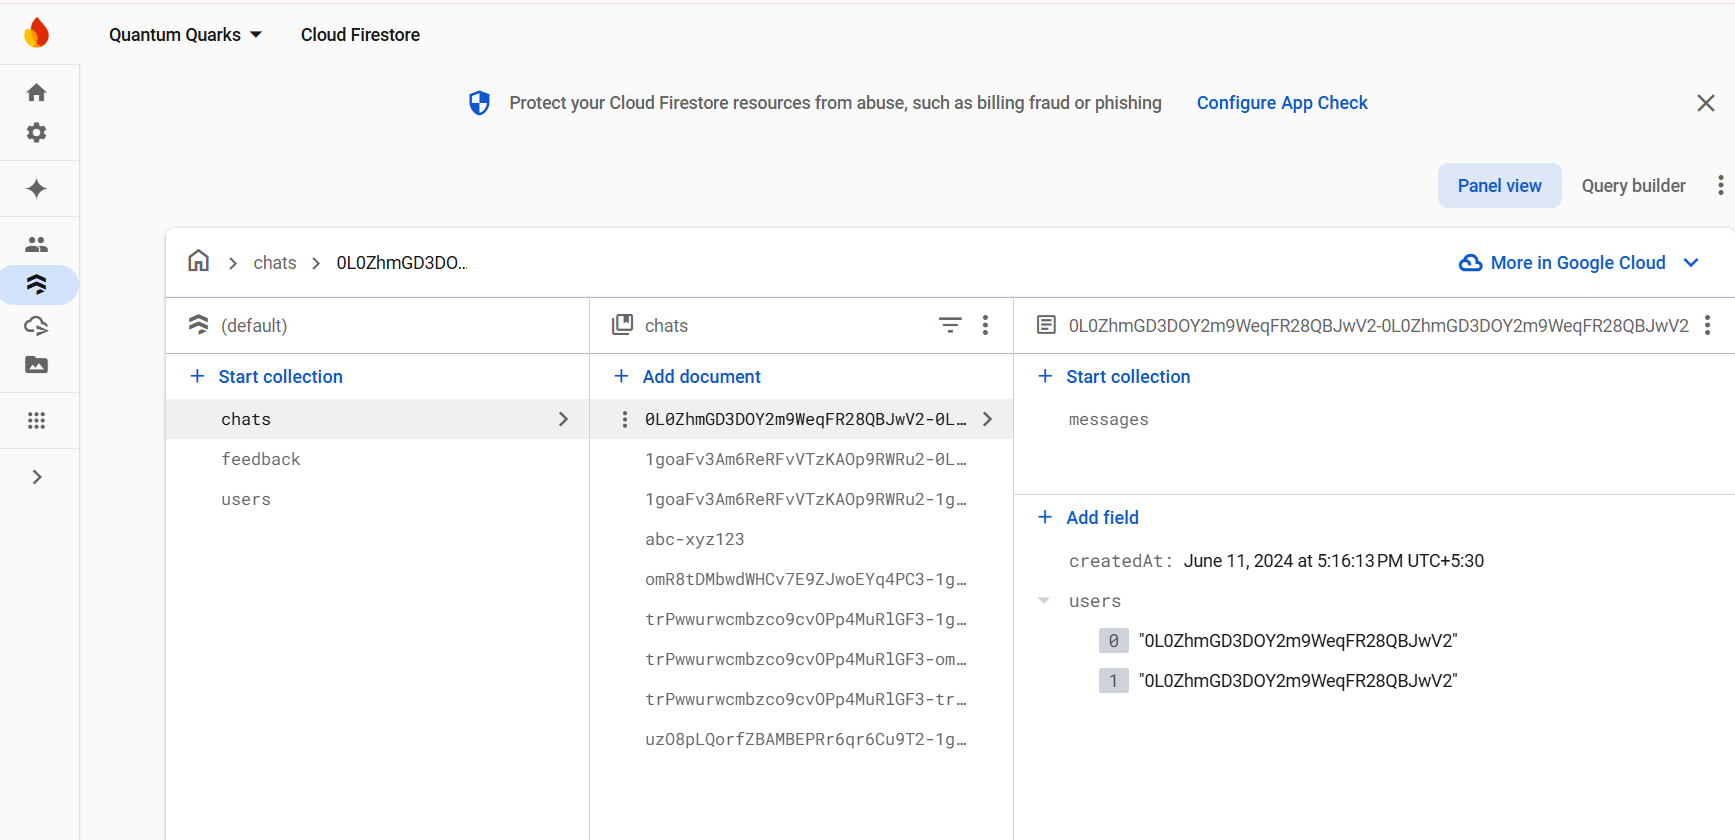 Quantum Quarks
Cloud Firestore
Protect your Cloud Firestore resources from abuse, such as billing fraud or phishing
Configure App Check
Panel view
Query builder
chats
0L0ZhmGD3DO...
More in Google Cloud
(default)
chats
0L0ZhmGD3DOY2m9WeqFR28QBJwV2-0L0ZhmGD3DOY2m9WeqFR28QBJwV2
Start collection
chats
feedback
users
Add document
0L0ZhmGD3DOY2m9WeqFR28QBJwV2-0L…
1goaFv3Am6ReRFvVTzKAOp9RWRu2-0L…
1goaFv3Am6ReRFvVTzKAOp9RWRu2-1g…
abc-xyz123
omR8tDMbwdWHCv7E9ZJwoEYq4PC3-1g…
trPwwurwcmbzco9cvOPp4MuRlGF3-1g…
trPwwurwcmbzco9cvOPp4MuRlGF3-om…
trPwwurwcmbzco9cvOPp4MuRlGF3-tr…
uzO8pLQorfZBAMBEPRr6qr6Cu9T2-1g…
Start collection
messages
Add field
createdAt: June 11, 2024 at 5:16:13 PM UTC+5:30
users
0 "0L0ZhmGD3DOY2m9WeqFR28QBJwV2"
1 "0L0ZhmGD3DOY2m9WeqFR28QBJwV2"